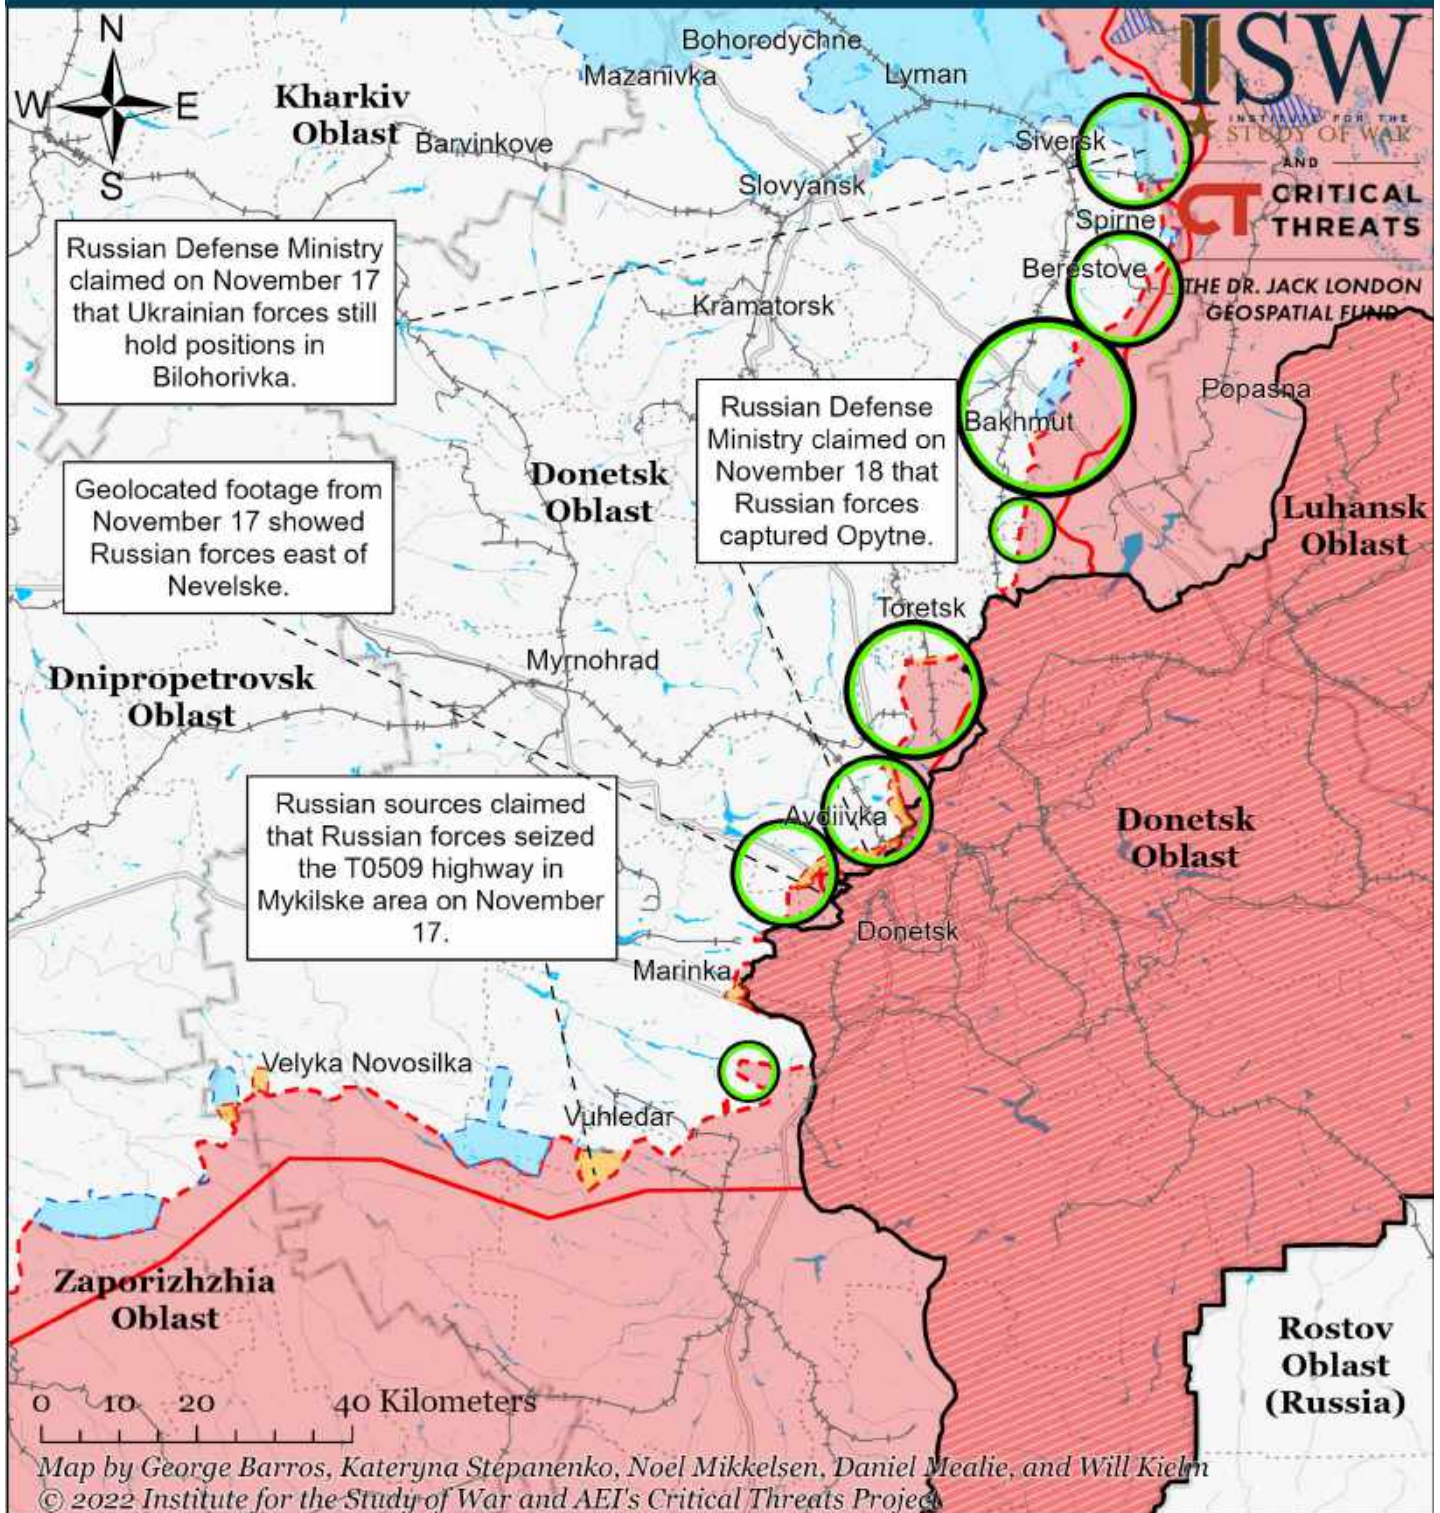 N
W
E
S
Kharkiv
Oblast
Bohorodychne
Mazanivka
Lyman
Barvinkove
Siversk
Slovyansk
Spirne
Berestove
Kramatorsk
Popasna
Bakhmut
ISW
INSTITUTE FOR THE
STUDY OF WAR
AND
CT CRITICAL
THREATS
THE DR. JACK LONDON
GEOSPATIAL FUND
Russian Defense Ministry
claimed on November 17
that Ukrainian forces still
hold positions in
Bilohorivka.
Russian Defense
Ministry claimed on
November 18 that
Russian forces
captured Opytne.
Donetsk
Oblast
Geolocated footage from
November 17 showed
Russian forces east of
Nevelske.
Luhansk
Oblast
Toretsk
Myrnohrad
Dnipropetrovsk
Oblast
Russian sources claimed
that Russian forces seized
the T0509 highway in
Mykilske area on November
17.
Avdiivka
Donetsk
Oblast
Donetsk
Marinka
Velyka Novosilka
Vuhledar
Zaporizhzhia
Oblast
Rostov
Oblast
(Russia)
0 10 20 40 Kilometers
Map by George Barros, Kateryna Stepanenko, Noel Mikkelsen, Daniel Mealie, and Will Kielm
© 2022 Institute for the Study of War and AEI's Critical Threats Project